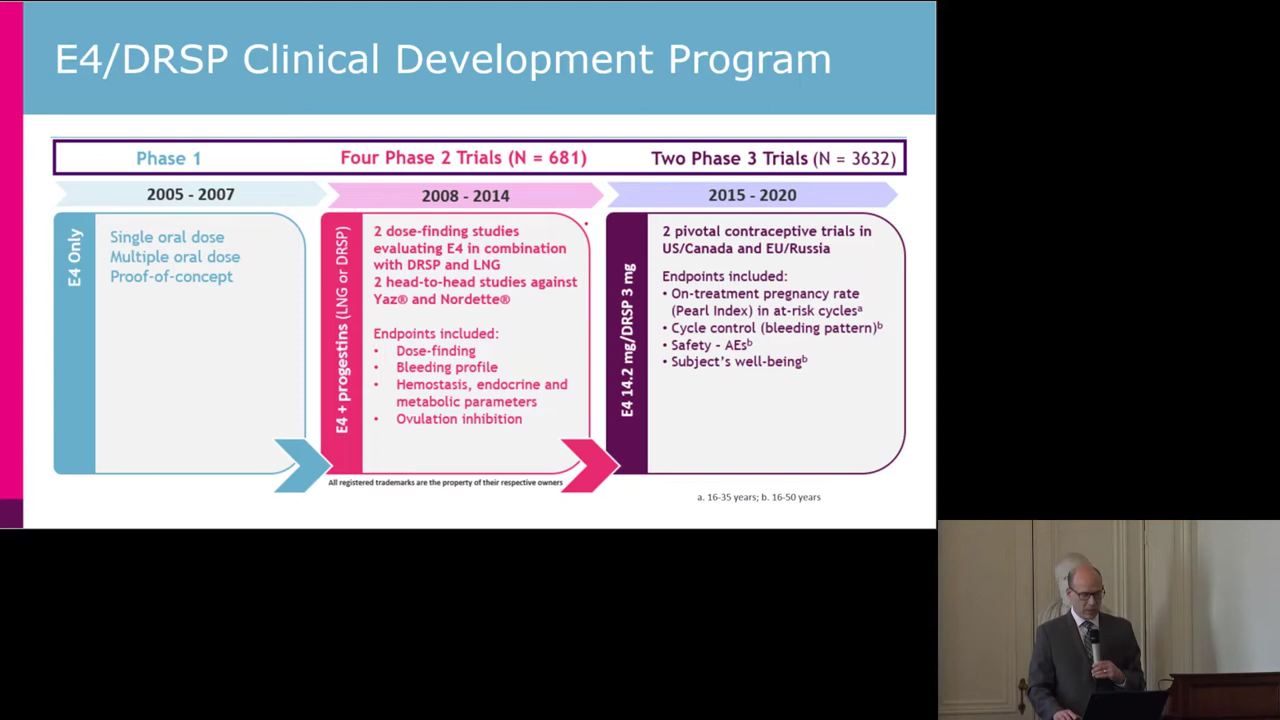 E4/DRSP Clinical Development Program
Phase 1
Four Phase 2 Trials (N = 681)
Two Phase 3 Trials (N = 3632)
2005 - 2007
2008 - 2014
2015 - 2020
E4 Only
Single oral dose
Multiple oral dose
Proof-of-concept
E4 + progestins (LNG or DRSP)
2 dose-finding studies
evaluating E4 in combination
with DRSP and LNG
2 head-to-head studies against
Yaz® and Nordette®
Endpoints included:
• Dose-finding
• Bleeding profile
• Hemostasis, endocrine and
metabolic parameters
• Ovulation inhibition
E4 14.2 mg/DRSP 3 mg
2 pivotal contraceptive trials in
US/Canada and EU/Russia
Endpoints included:
• On-treatment pregnancy rate
(Pearl Index) in at-risk cyclesᵃ
• Cycle control (bleeding pattern)ᵇ
• Safety – AEsᵇ
• Subject's well-beingᵇ
All registered trademarks are the property of their respective owners
a. 16-35 years; b. 16-50 years